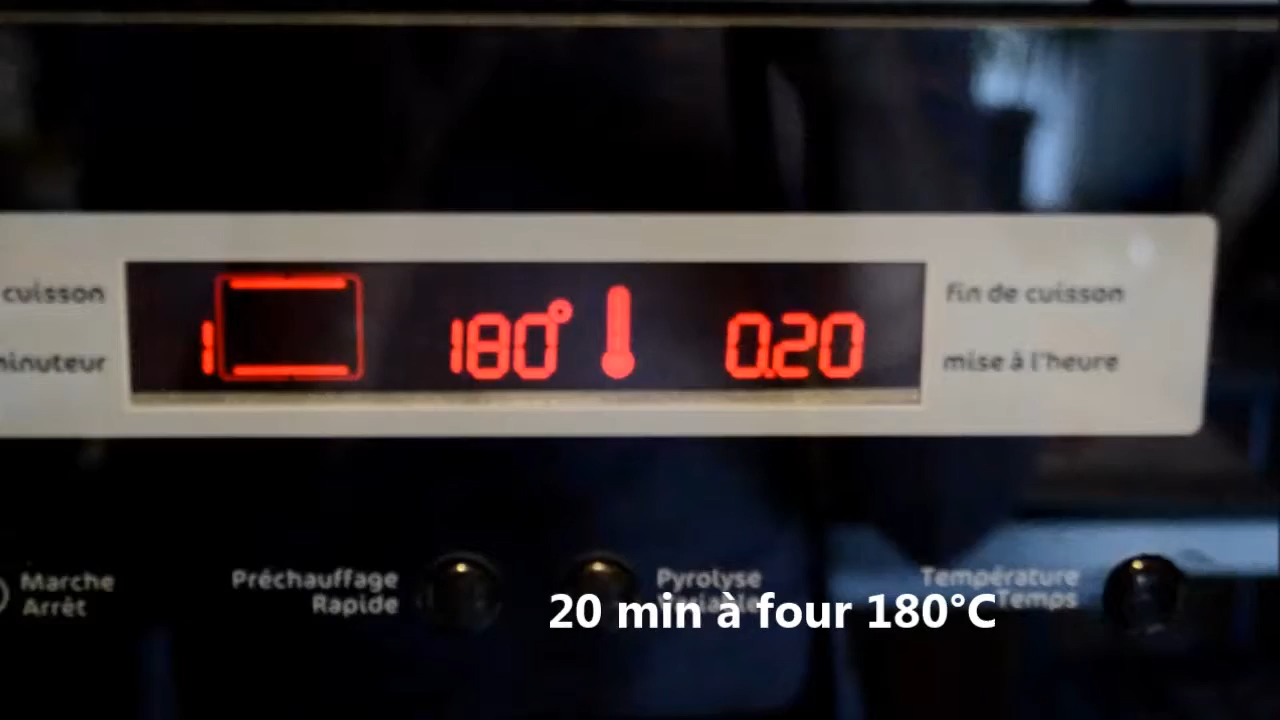 cuisson
minuteur
1
180°
0.20
fin de cuisson
mise à l'heure
Marche
Arrêt
Préchauffage
Rapide
Pyrolyse
Température
Temps
20 min à four 180°C